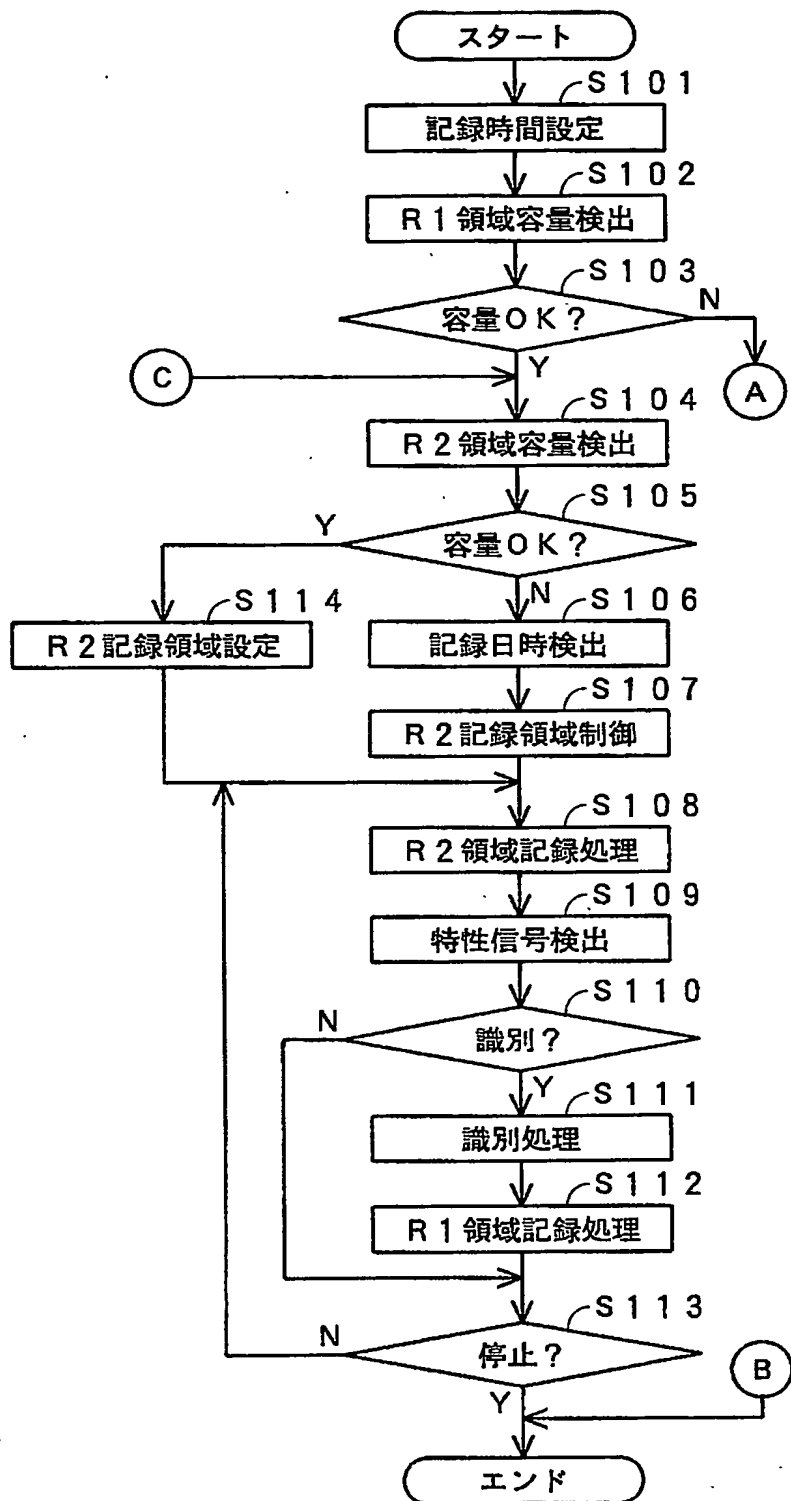 スタート
S101
記録時間設定
S102
R1領域容量検出
S103
容量OK?
N
A
Y
C
S104
R2領域容量検出
S105
容量OK?
Y
N
S114
R2記録領域設定
S106
記録日時検出
S107
R2記録領域制御
S108
R2領域記録処理
S109
特性信号検出
S110
識別?
N
Y
S111
識別処理
S112
R1領域記録処理
S113
停止?
N
Y
B
エンド